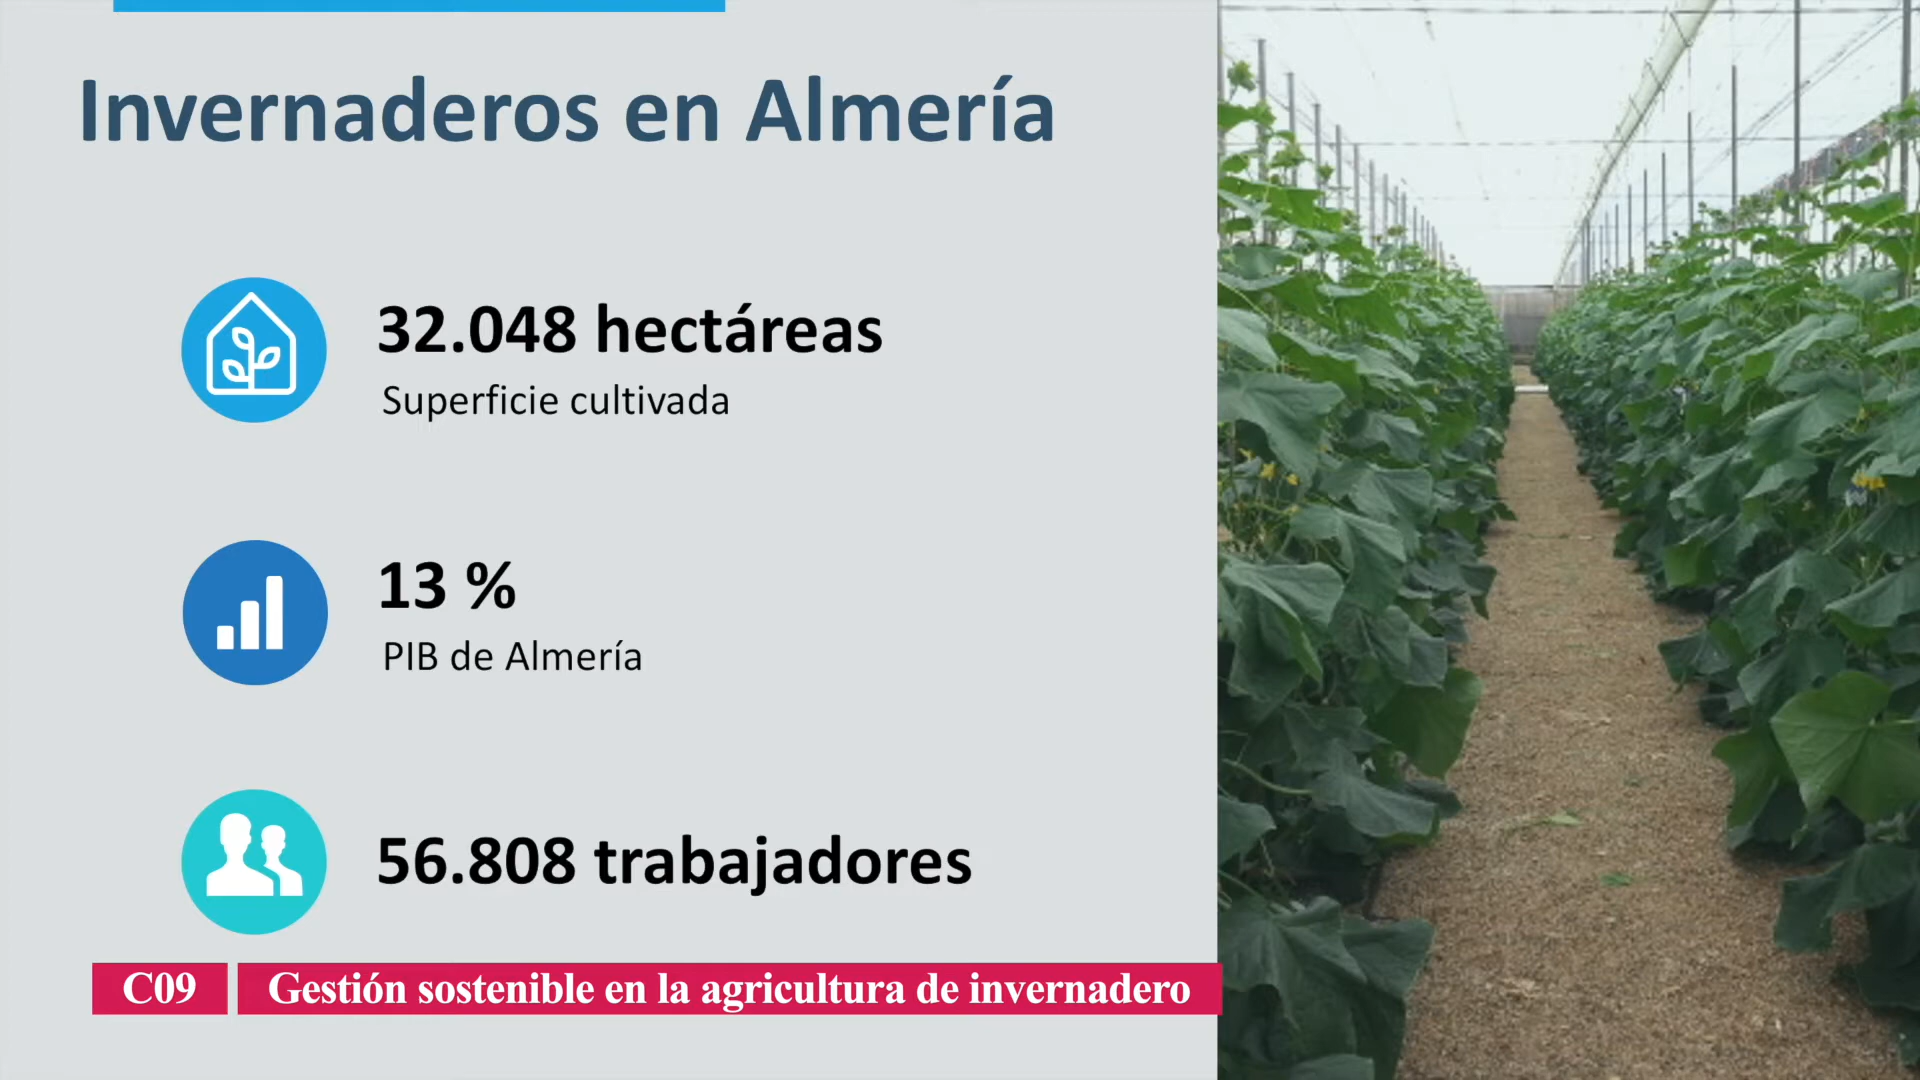 Invernaderos en Almería
32.048 hectáreas
Superficie cultivada
13 %
PIB de Almería
56.808 trabajadores
C09 Gestión sostenible en la agricultura de invernadero